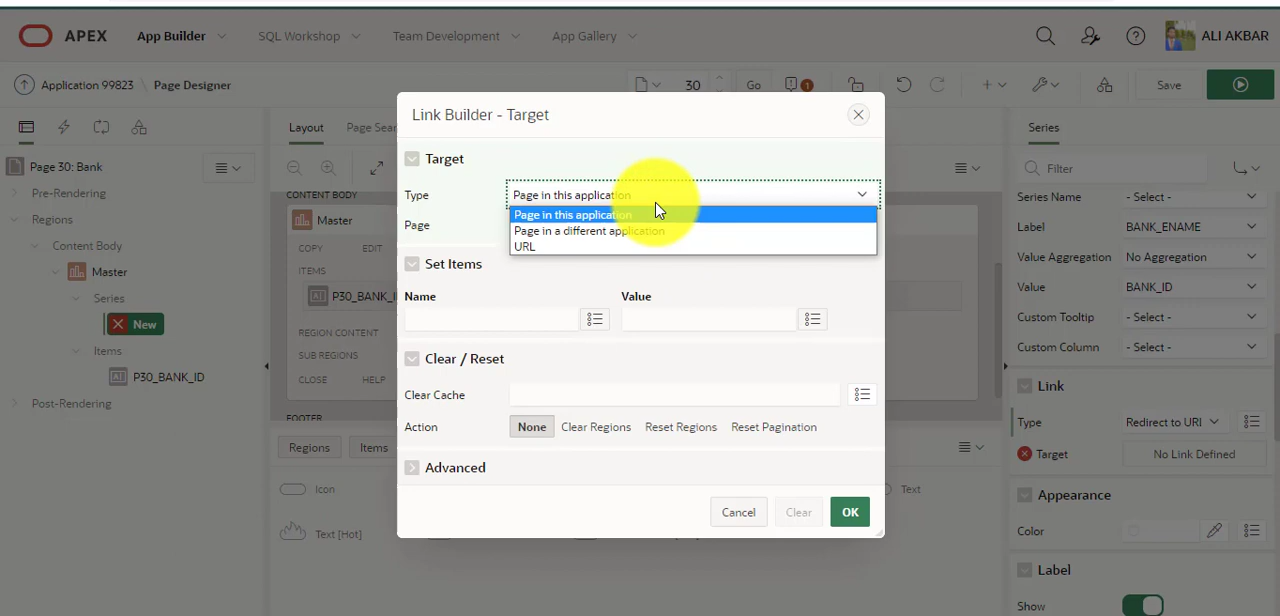 APEX App Builder SQL Workshop Team Development App Gallery ALI AKBAR
Application 99823 \ Page Designer 30 Go 1 Save
Layout Page Sear
Page 30: Bank
Pre-Rendering
Regions
Content Body
Master
Series
New
Items
P30_BANK_ID
Post-Rendering
CONTENT BODY
Master
COPY EDIT
ITEMS
P30_BANK_I
REGION CONTENT
SUB REGIONS
CLOSE HELP
FOOTER
Regions Items
Icon
Text [Hot]
Text
Link Builder - Target
Target
Type Page in this application
Page in this application
Page in a different application
URL
Page
Set Items
Name Value
Clear / Reset
Clear Cache
Action None Clear Regions Reset Regions Reset Pagination
Advanced
Cancel Clear OK
Series
Filter
Series Name - Select -
Label BANK_ENAME
Value Aggregation No Aggregation
Value BANK_ID
Custom Tooltip - Select -
Custom Column - Select -
Link
Type Redirect to URI
Target No Link Defined
Appearance
Color
Label
Show